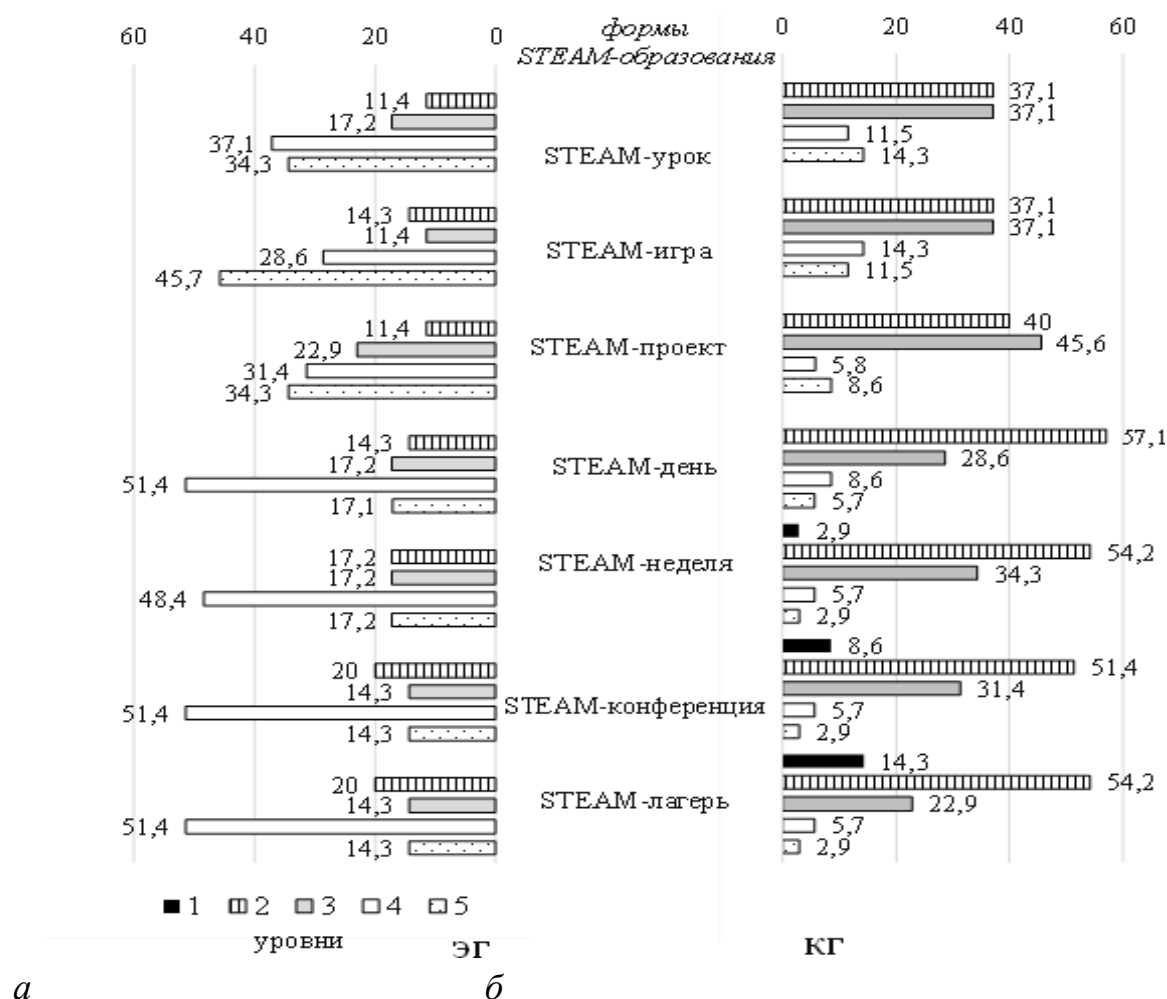 60 40 20 0 формы 0 20 40 60
STEAM-образования
11,4 37,1
17,2 37,1
37,1 STEAM-урок 11,5
34,3 14,3
14,3 37,1
11,4 37,1
28,6 STEAM-игра 14,3
45,7 11,5
11,4 40
22,9 STEAM-проект 45,6
31,4 5,8
34,3 8,6
14,3 57,1
17,2 STEAM-день 28,6
51,4 8,6
17,1 5,7
2,9
17,2 STEAM-неделя 54,2
17,2 34,3
48,4 5,7
17,2 2,9
8,6
20 51,4
14,3 STEAM-конференция 31,4
51,4 5,7
14,3 2,9
14,3
20 54,2
14,3 STEAM-лагерь 22,9
51,4 5,7
14,3 2,9
1 2 3 4 5
уровни ЭГ КГ
а б